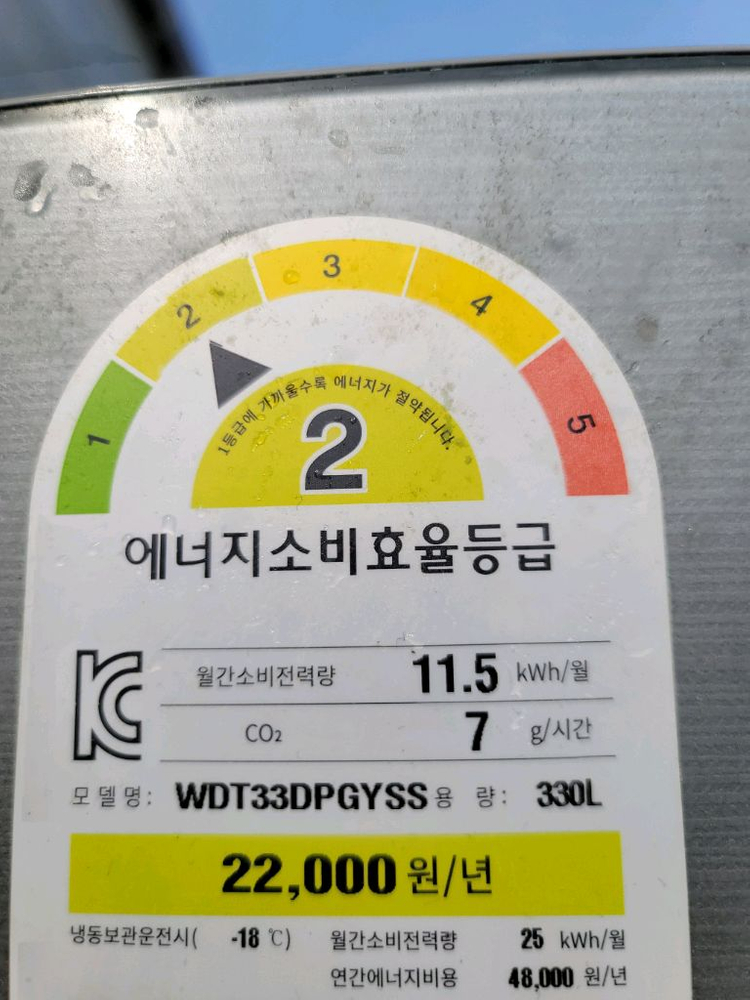 1 2 3 4 5
1등급에 가까울수록 에너지가 절약됩니다.
2
에너지소비효율등급
월간소비전력량 11.5 kWh/월
CO₂ 7 g/시간
모델명: WDT33DPGYSS 용 량: 330L
22,000 원/년
냉동보관운전시( -18 ℃) 월간소비전력량 25 kWh/월
연간에너지비용 48,000 원/년